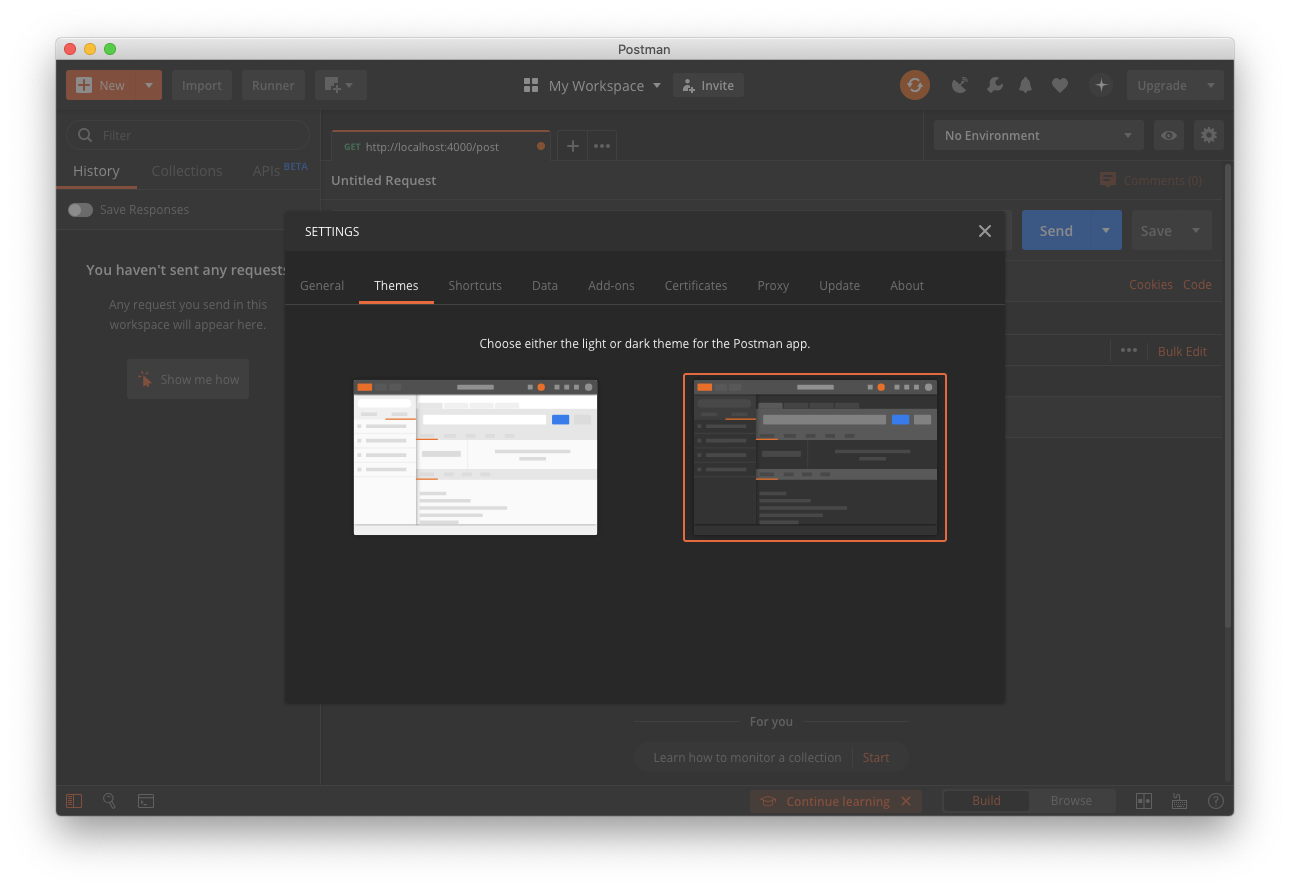 Postman
New
Import
Runner
My Workspace
Invite
Upgrade
Filter
GET http://localhost:4000/post
No Environment
History
Collections
APIs BETA
Untitled Request
Comments (0)
Save Responses
SETTINGS
Send
Save
You haven't sent any requests
Any request you send in this
workspace will appear here.
Show me how
General
Themes
Shortcuts
Data
Add-ons
Certificates
Proxy
Update
About
Cookies
Code
Choose either the light or dark theme for the Postman app.
Bulk Edit
For you
Learn how to monitor a collection
Start
Continue learning
Build
Browse